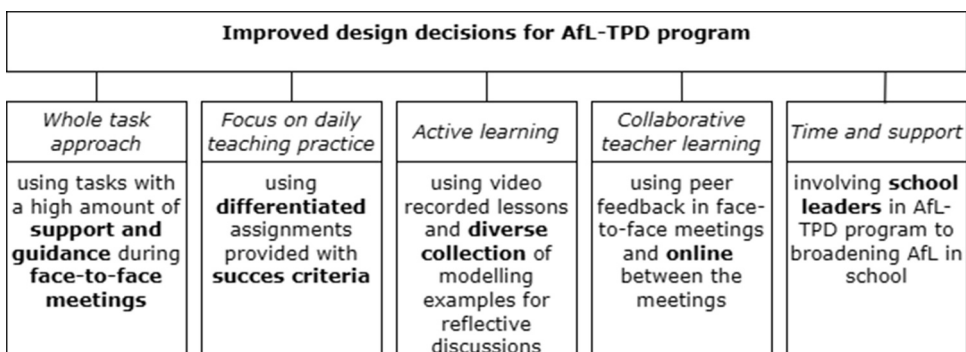 Improved design decisions for AfL-TPD program
Whole task
approach
using tasks with
a high amount of
support and
guidance during
face-to-face
meetings
Focus on daily
teaching practice
using
differentiated
assignments
provided with
succes criteria
Active learning
using video
recorded lessons
and diverse
collection of
modelling
examples for
reflective
discussions
Collaborative
teacher learning
using peer
feedback in face-
to-face meetings
and online
between the
meetings
Time and support
involving school
leaders in AfL-
TPD program to
broadening AfL in
school